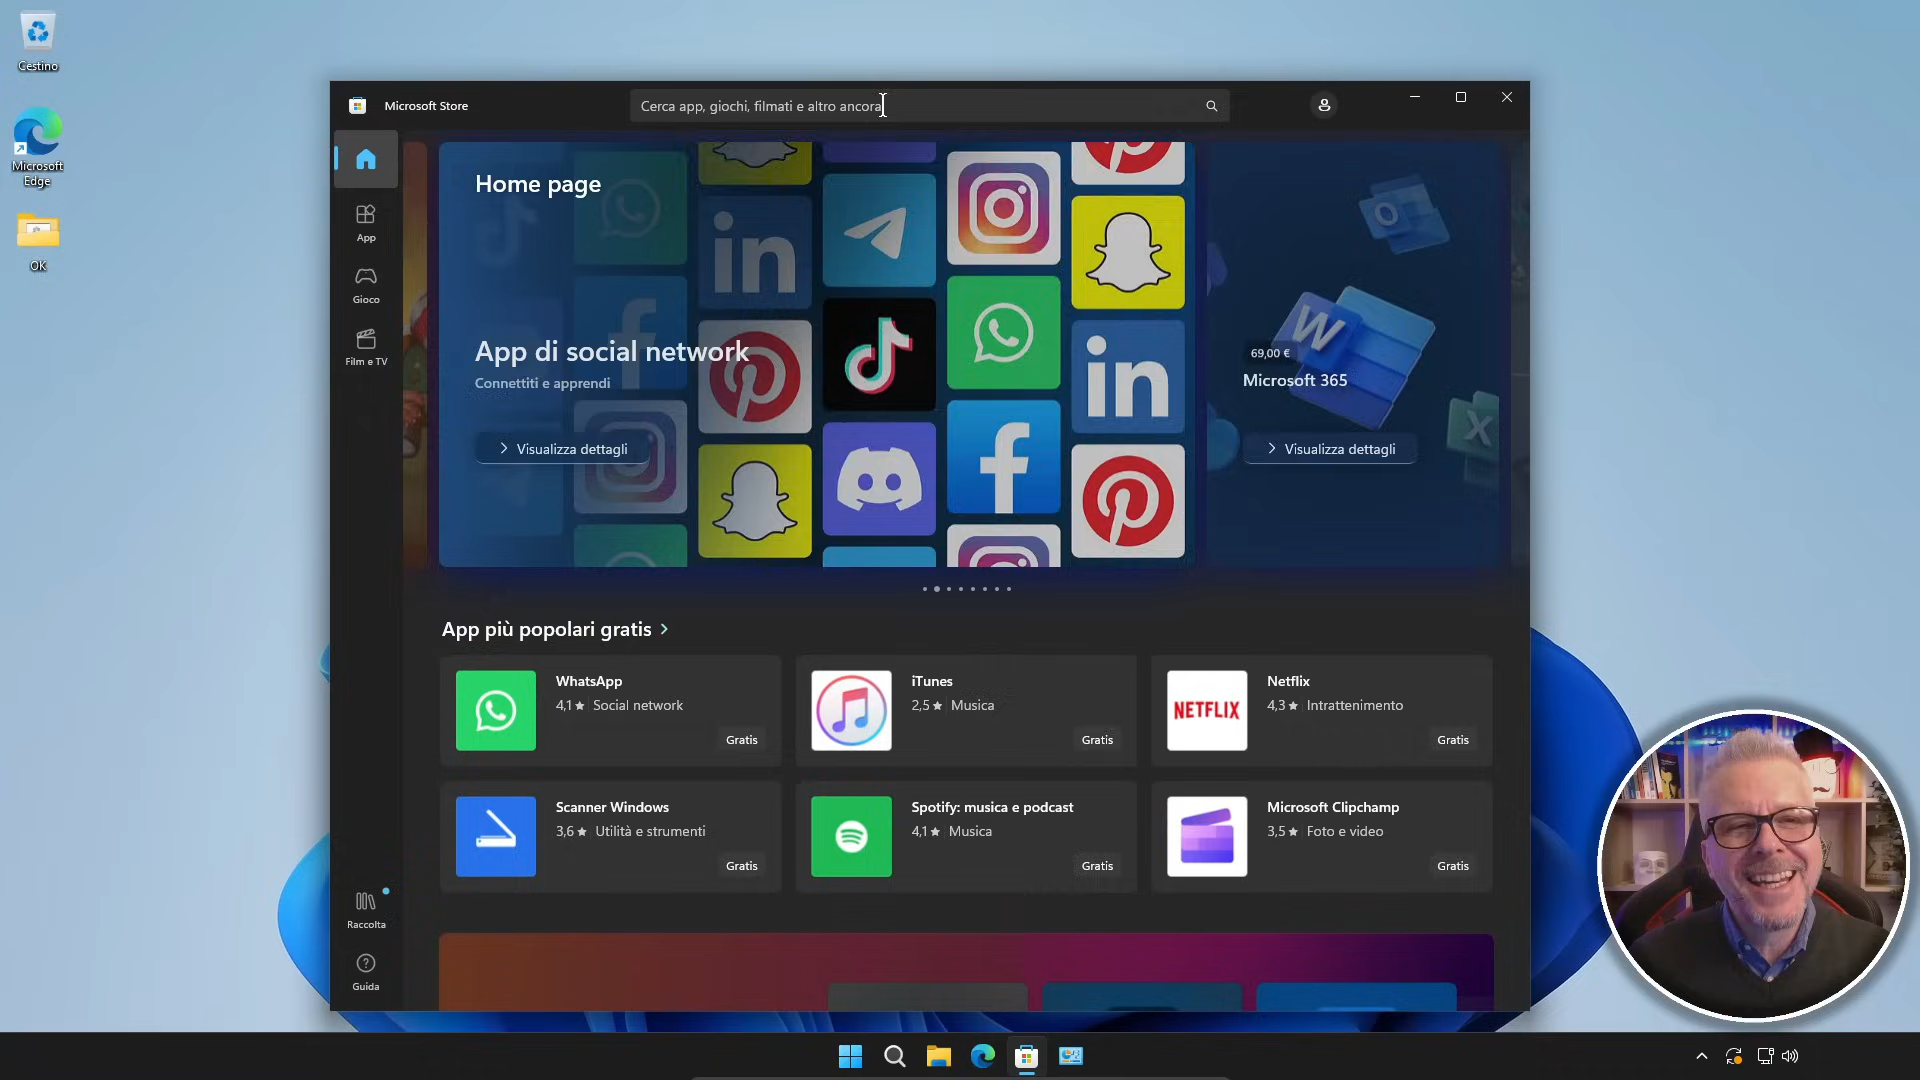 Cestino
Microsoft
Edge
OK
Microsoft Store
Cerca app, giochi, filmati e altro ancora
App
Gioco
Film e TV
Raccolta
Guida
Home page
App di social network
Connettiti e apprendi
Visualizza dettagli
69,00 €
Microsoft 365
Visualizza dettagli
App più popolari gratis
WhatsApp
4,1★ Social network
Gratis
iTunes
2,5★ Musica
Gratis
NETFLIX
Netflix
4,3★ Intrattenimento
Gratis
Scanner Windows
3,6★ Utilità e strumenti
Gratis
Spotify: musica e podcast
4,1★ Musica
Gratis
Microsoft Clipchamp
3,5★ Foto e video
Gratis